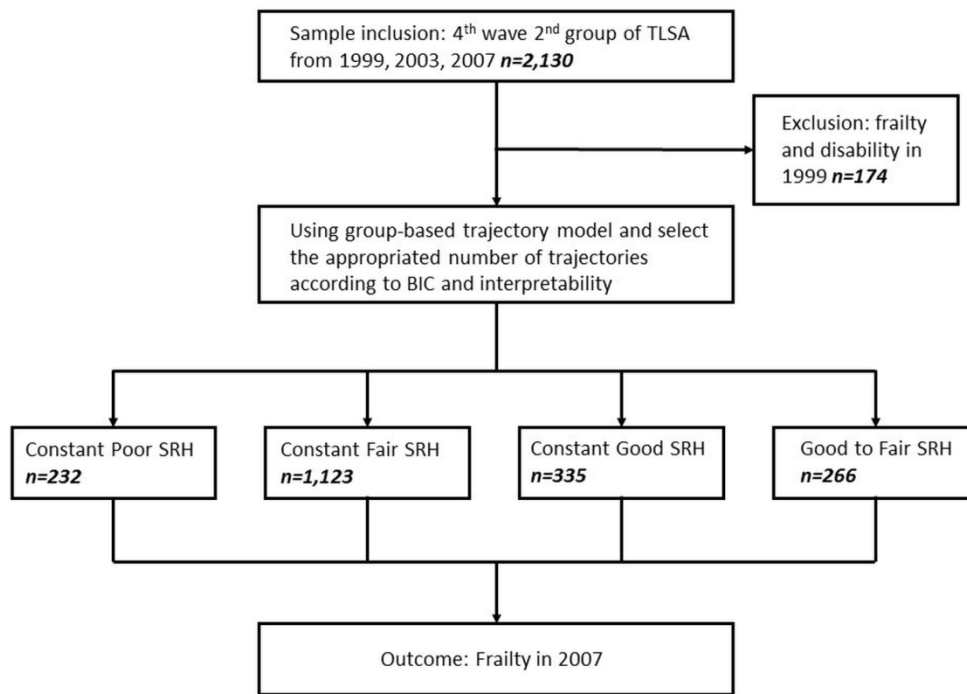 Sample inclusion: 4th wave 2nd group of TLSA
from 1999, 2003, 2007 n=2,130
Exclusion: frailty
and disability in
1999 n=174
Using group-based trajectory model and select
the appropriated number of trajectories
according to BIC and interpretability
Constant Poor SRH
n=232
Constant Fair SRH
n=1,123
Constant Good SRH
n=335
Good to Fair SRH
n=266
Outcome: Frailty in 2007